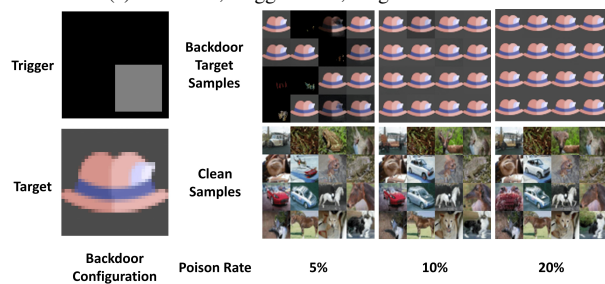 Trigger
Backdoor
Target
Samples
Target
Clean
Samples
Backdoor
Configuration
Poison Rate
5%
10%
20%